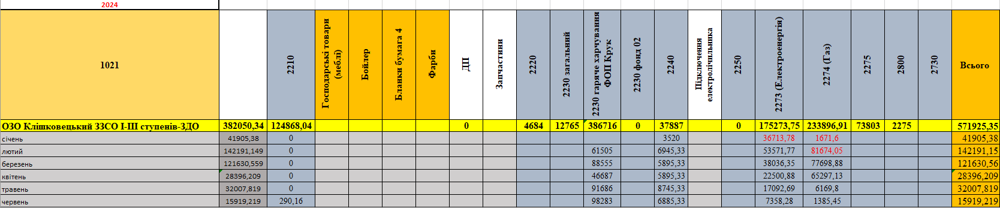 2024
1021 2210 Господарські товари (меблі) Бойлер Бланки бумага 4 Фарби ДП Запчастини 2220 2230 загальний 2230 гаряче харчування ФОП Крук 2230 фонд 02 2240 Підключення електролічильника 2250 2273 (Електроенергія) 2274 (Газ) 2275 2800 2730 Всього
ОЗО Клішковецький ЗЗСО І-ІІІ ступенів-ЗДО 382050,34 124868,04 0 4684 12765 386716 0 37887 0 175273,75 233896,91 73803 2275 571925,35
січень 41905,38 0 3520 36713,78 1671,6 41905,38
лютий 142191,149 0 61505 6945,33 53571,77 81674,05 142191,15
березень 121630,559 0 88555 5895,33 38036,35 77698,88 121630,56
квітень 28396,209 0 46687 5895,33 22500,88 65297,13 28396,209
травень 32007,819 0 91686 8745,33 17092,69 6169,8 32007,819
червень 15919,219 290,16 98283 6885,33 7358,28 1385,45 15919,219